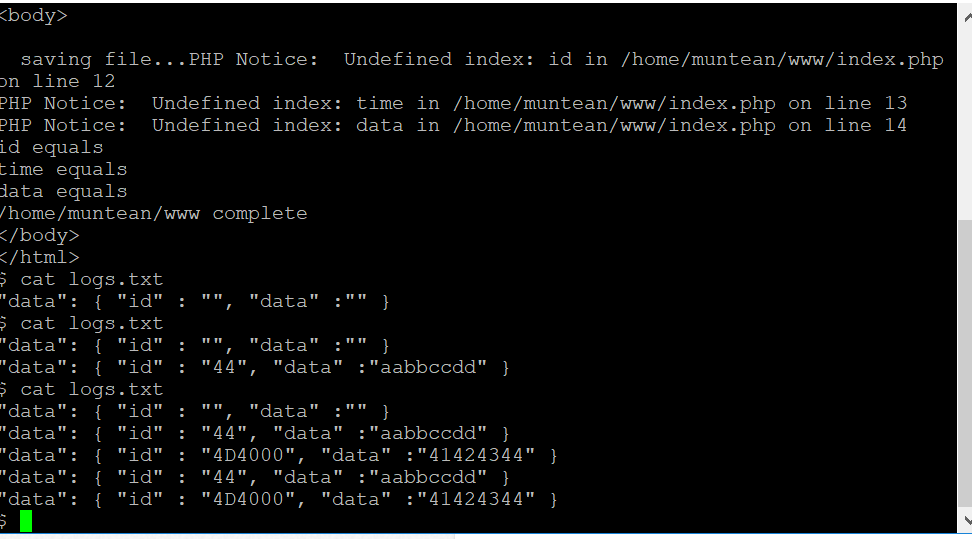 <body>
saving file...PHP Notice:  Undefined index: id in /home/muntean/www/index.php
on line 12
PHP Notice:  Undefined index: time in /home/muntean/www/index.php on line 13
PHP Notice:  Undefined index: data in /home/muntean/www/index.php on line 14
id equals
time equals
data equals
/home/muntean/www complete
</body>
</html>
$ cat logs.txt
"data": { "id" : "", "data" :"" }
$ cat logs.txt
"data": { "id" : "", "data" :"" }
"data": { "id" : "44", "data" :"aabbccdd" }
$ cat logs.txt
"data": { "id" : "", "data" :"" }
"data": { "id" : "44", "data" :"aabbccdd" }
"data": { "id" : "4D4000", "data" :"41424344" }
"data": { "id" : "44", "data" :"aabbccdd" }
"data": { "id" : "4D4000", "data" :"41424344" }
$